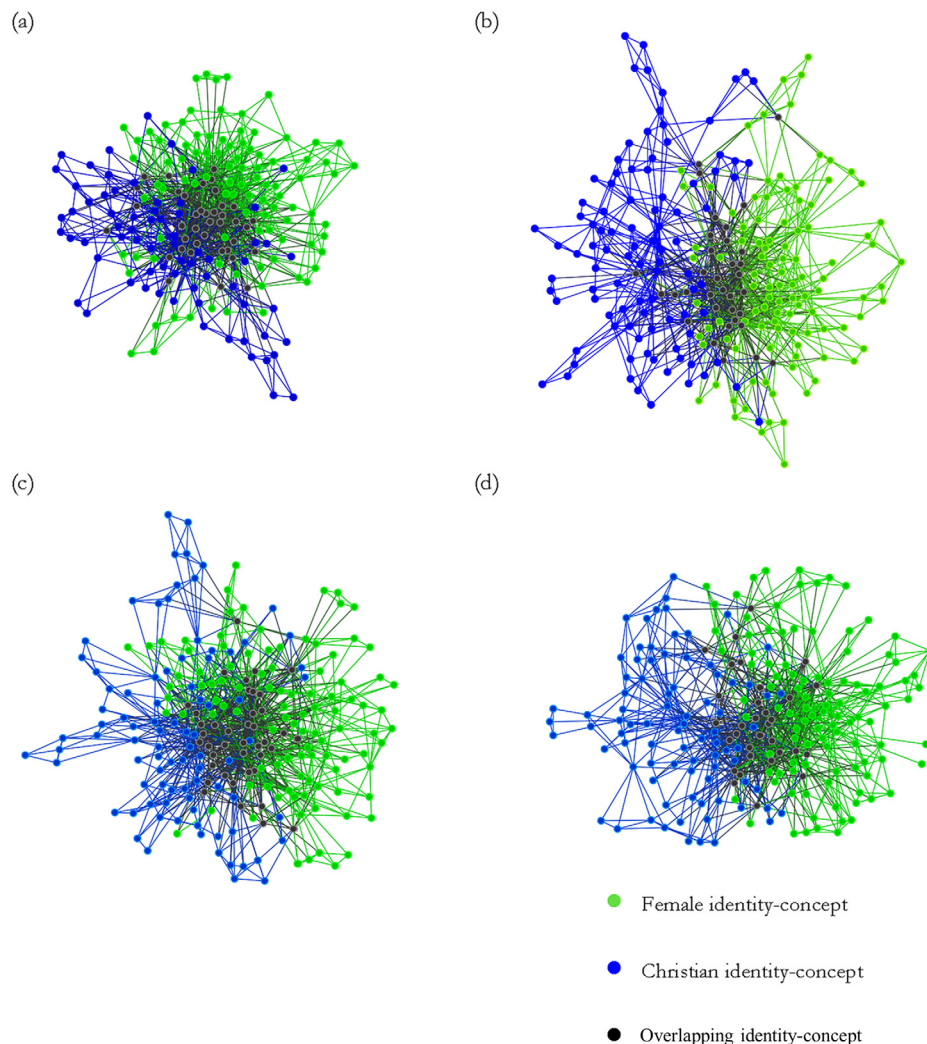 (a)
(b)
(c)
(d)
Female identity-concept
Christian identity-concept
Overlapping identity-concept